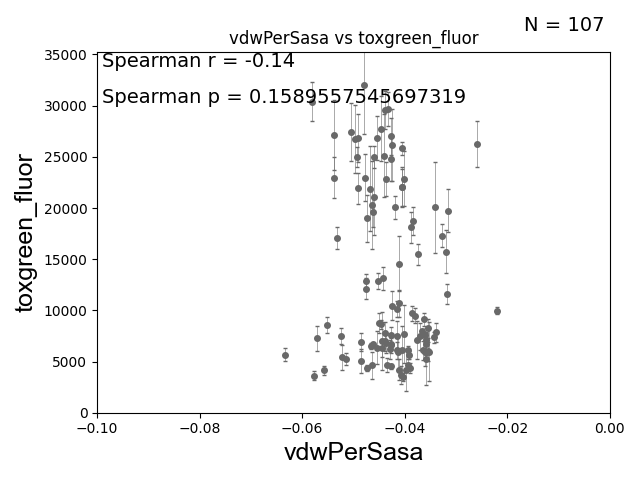 N = 107
vdwPerSasa vs toxgreen_fluor
Spearman r = -0.14
Spearman p = 0.1589557545697319
toxgreen_fluor
35000
30000
25000
20000
15000
10000
5000
0
−0.10 −0.08 −0.06 −0.04 −0.02 0.00
vdwPerSasa